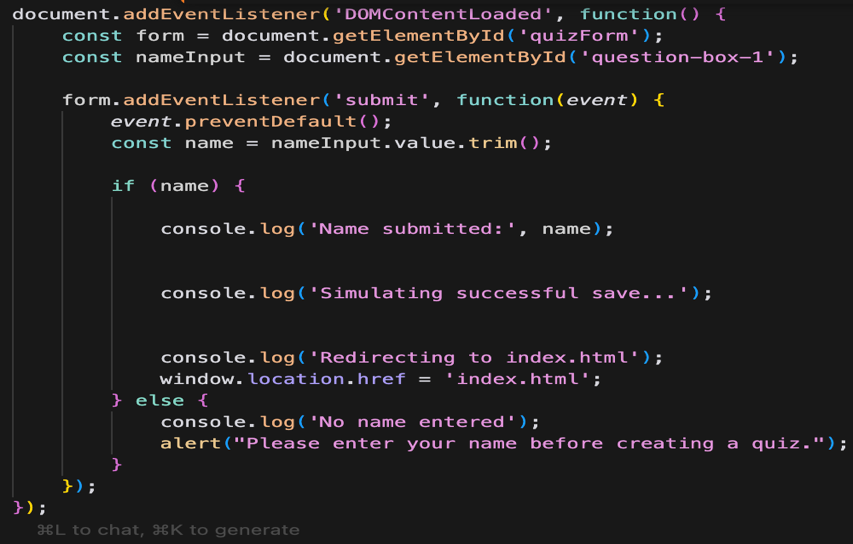 document.addEventListener('DOMContentLoaded', function() {
    const form = document.getElementById('quizForm');
    const nameInput = document.getElementById('question-box-1');

    form.addEventListener('submit', function(event) {
        event.preventDefault();
        const name = nameInput.value.trim();

        if (name) {

            console.log('Name submitted:', name);


            console.log('Simulating successful save...');


            console.log('Redirecting to index.html');
            window.location.href = 'index.html';
        } else {
            console.log('No name entered');
            alert("Please enter your name before creating a quiz.");
        }
    });
});
⌘L to chat, ⌘K to generate